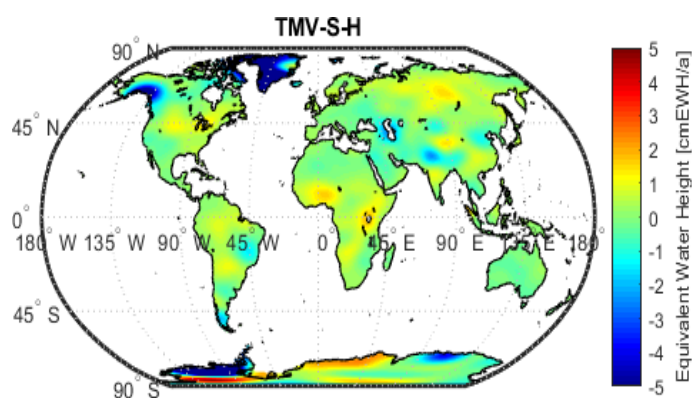 TMV-S-H
90° N
45° N
0°
180° W 135° W 90° W 45° W 0° 45° E 90° E 180°
45° S
90° S
5
4
3
2
1
0
-1
-2
-3
-4
-5
Equivalent Water Height [cmEWH/a]